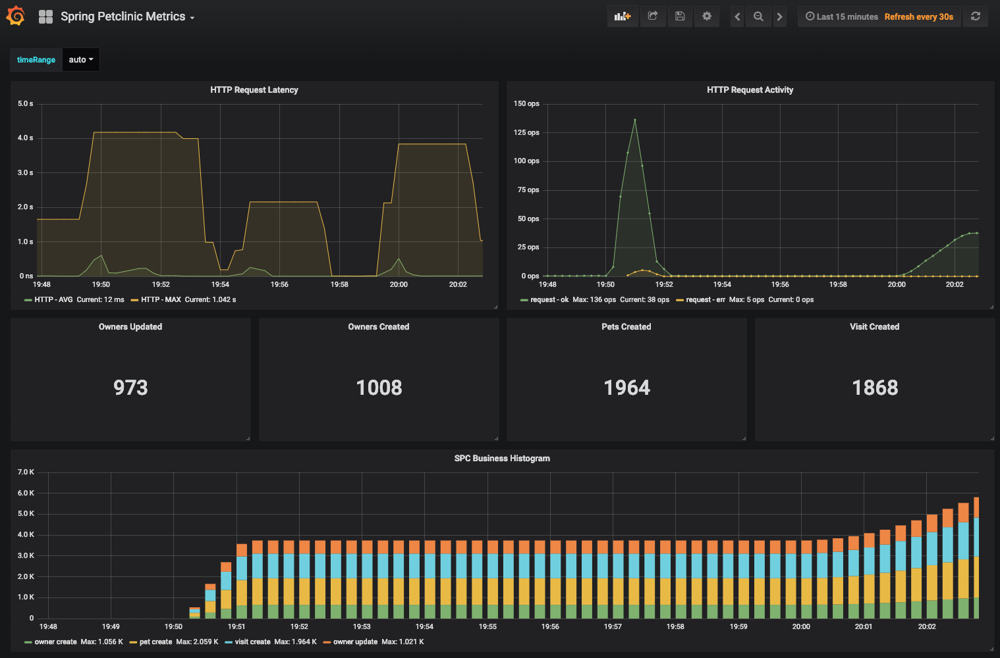 Spring Petclinic Metrics
Last 15 minutes Refresh every 30s
timeRange auto
HTTP Request Latency
5.0 s
4.0 s
3.0 s
2.0 s
1.0 s
0 ns
19:48 19:50 19:52 19:54 19:56 19:58 20:00 20:02
HTTP - AVG Current: 12 ms HTTP - MAX Current: 1.042 s
HTTP Request Activity
150 ops
125 ops
100 ops
75 ops
50 ops
25 ops
0 ops
19:48 19:50 19:52 19:54 19:56 19:58 20:00 20:02
request - ok Max: 136 ops Current: 38 ops request - err Max: 5 ops Current: 0 ops
Owners Updated
973
Owners Created
1008
Pets Created
1964
Visit Created
1868
SPC Business Histogram
7.0 K
6.0 K
5.0 K
4.0 K
3.0 K
2.0 K
1.0 K
0
19:48 19:49 19:50 19:51 19:52 19:53 19:54 19:55 19:56 19:57 19:58 19:59 20:00 20:01 20:02
owner create Max: 1.056 K pet create Max: 2.059 K visit create Max: 1.964 K owner update Max: 1.021 K